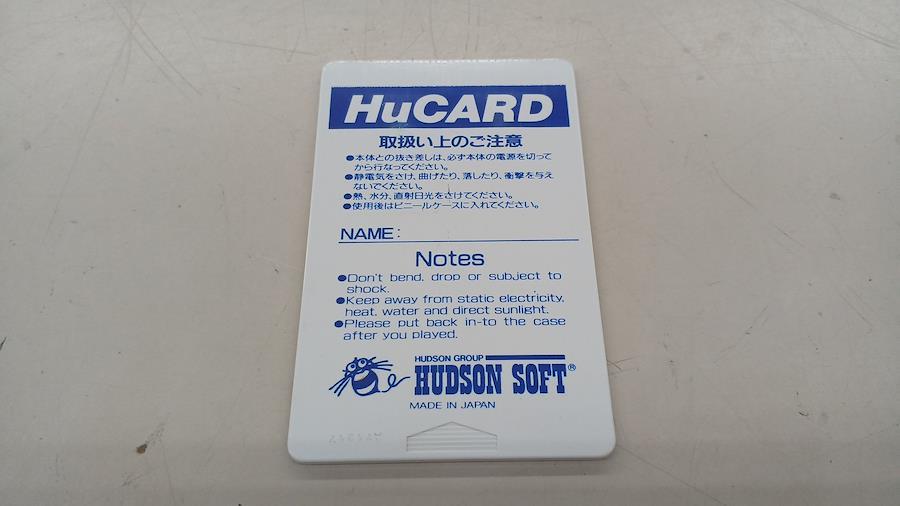 HuCARD
取扱い上のご注意
●本体との抜き差しは、必ず本体の電源を切って
から行なってください。
●静電気をさけ、曲げたり、落したり、衝撃を与え
ないでください。
●熱、水分、直射日光をさけてください。
●使用後はビニールケースに入れてください。
NAME:
Notes
●Don't bend, drop or subject to
shock.
●Keep away from static electricity,
heat, water and direct sunlight.
●Please put back in-to the case
after you played.
HUDSON GROUP
HUDSON SOFT®
MADE IN JAPAN